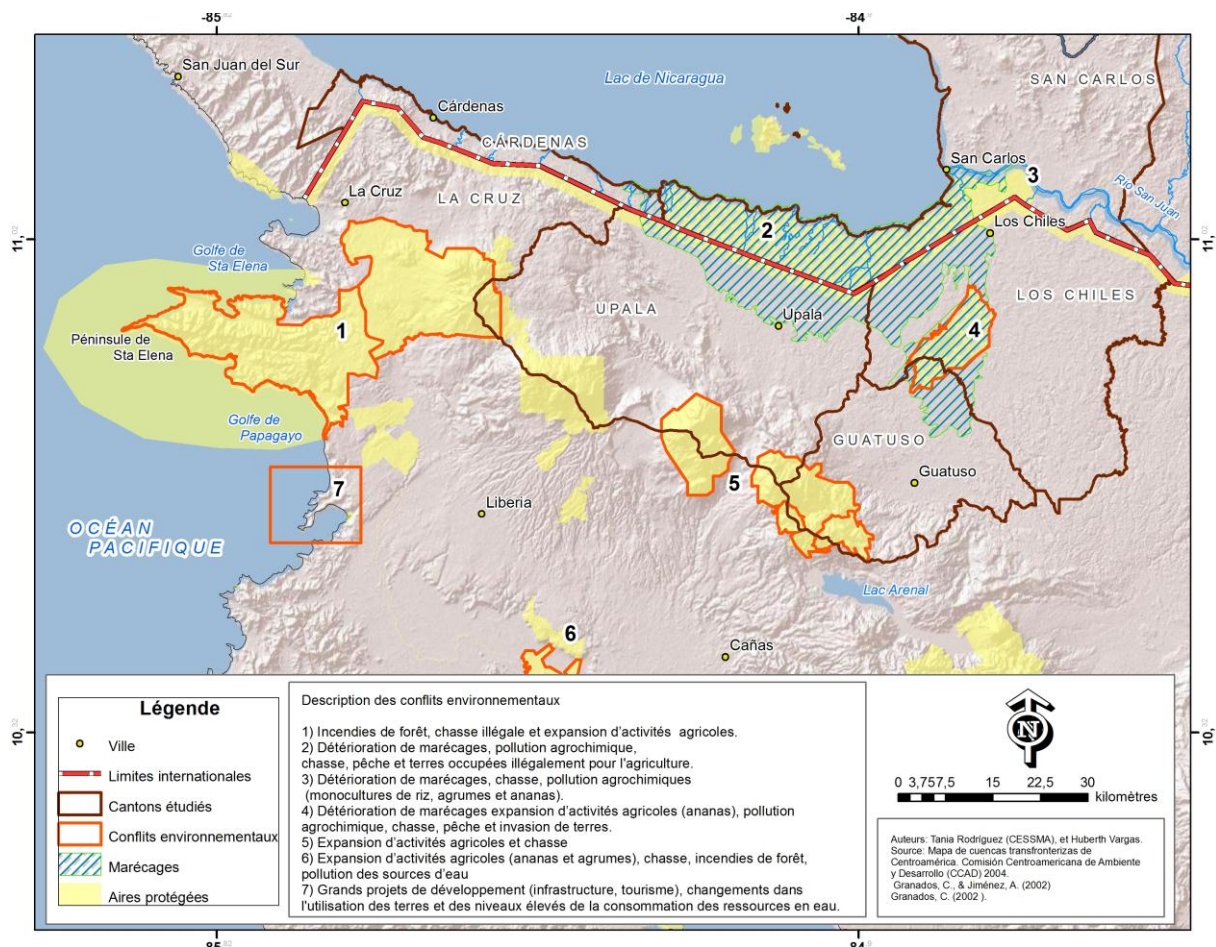 -85,62
-84,8
San Juan del Sur
Lac de Nicaragua
SAN CARLOS
Cárdenas
CÁRDENAS
San Carlos
3
La Cruz
LA CRUZ
Rio San Juan
2
Los Chiles
11,02
11,02
Golfe de
Sta Elena
UPALA
LOS CHILES
Upala
1
4
Péninsule de
Sta Elena
Golfe de
Papagayo
GUATUSO
Guatuso
5
7
Liberia
OCÉAN
PACIFIQUE
Lac Arenal
6
Cañas
Légende
Ville
Limites internationales
Cantons étudiés
Conflits environnementaux
Marécages
Aires protégées
Description des conflits environnementaux
1) Incendies de forêt, chasse illégale et expansion d'activités agricoles.
2) Détérioration de marécages, pollution agrochimique,
chasse, pêche et terres occupées illégalement pour l'agriculture.
3) Détérioration de marécages, chasse, pollution agrochimiques
(monocultures de riz, agrumes et ananas).
4) Détérioration de marécages expansion d'activités agricoles (ananas), pollution
agrochimique, chasse, pêche et invasion de terres.
5) Expansion d'activités agricoles et chasse
6) Expansion d'activités agricoles (ananas et agrumes), chasse, incendies de forêt,
pollution des sources d'eau
7) Grands projets de développement (infrastructure, tourisme), changements dans
l'utilisation des terres et des niveaux élevés de la consommation des ressources en eau.
N
0 3,757,5 15 22,5 30
kilomètres
Auteurs: Tania Rodríguez (CESSMA), et Huberth Vargas.
Source: Mapa de cuencas transfronterizas de
Centroamérica. Comisión Centroamericana de Ambiente
y Desarrollo (CCAD) 2004.
Granados, C., & Jiménez, A. (2002)
Granados, C. (2002 ).
10,32
10,32